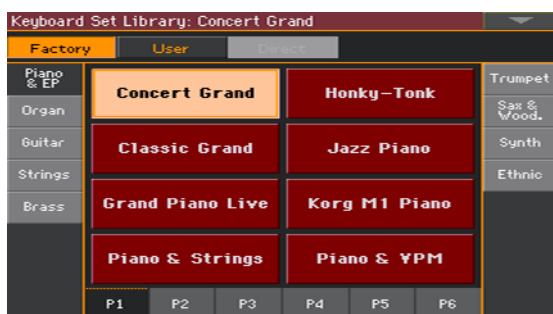 Keyboard Set Library: Concert Grand
Factory User Direct
Piano
& EP
Organ
Guitar
Strings
Brass
Concert Grand Honky-Tonk
Classic Grand Jazz Piano
Grand Piano Live Korg M1 Piano
Piano & Strings Piano & YPM
Trumpet
Sax &
Wood.
Synth
Ethnic
P1 P2 P3 P4 P5 P6